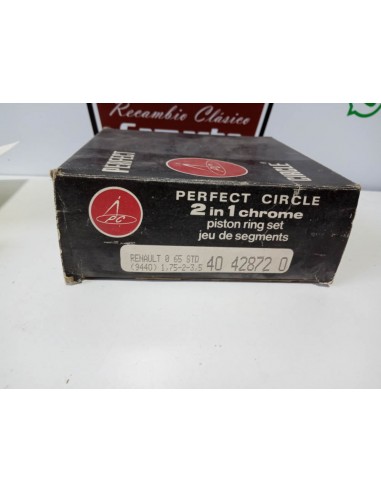 Recambio Clásico
PERFECT
PERFECT CIRCLE
2 in 1 chrome
piston ring set
jeu de segments
PC
RENAULT 0 65 STD
(9440) 1.75-2-3.5
40 42872 0